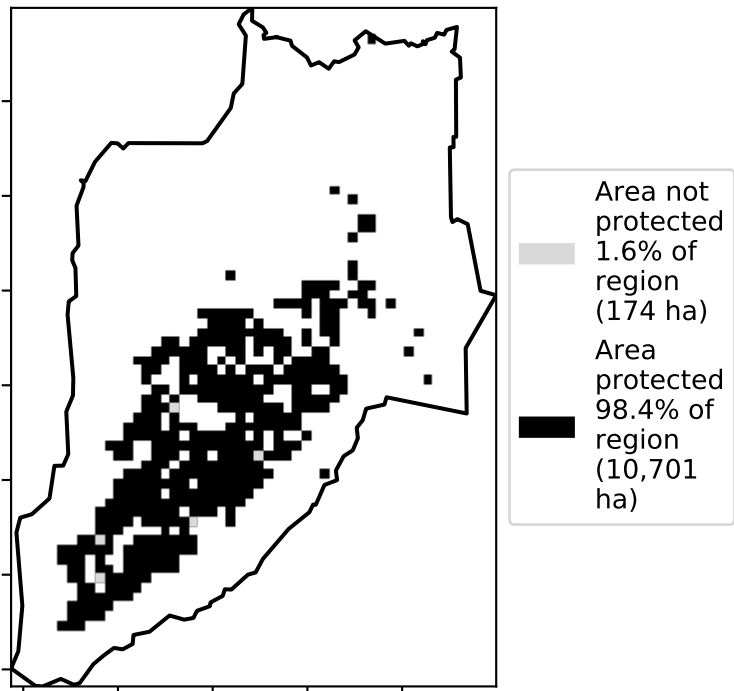 Area not
protected
1.6% of
region
(174 ha)
Area
protected
98.4% of
region
(10,701
ha)